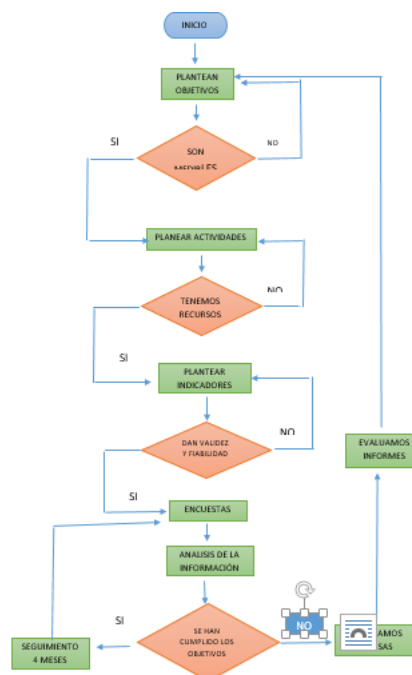 INICIO
PLANTEAN
OBJETIVOS
SI
NO
SON
PLANEAR ACTIVIDADES
NO
TENEMOS
RECURSOS
SI
PLANTEAR
INDICADORES
NO
DAN VALIDEZ
Y FIABILIDAD
EVALUAMOS
INFORMES
SI
ENCUESTAS
ANALISIS DE LA
INFORMACIÓN
SI
SE HAN
CUMPLIDO LOS
OBJETIVOS
NO
AMOS
SAS
SEGUIMIENTO
4 MESES